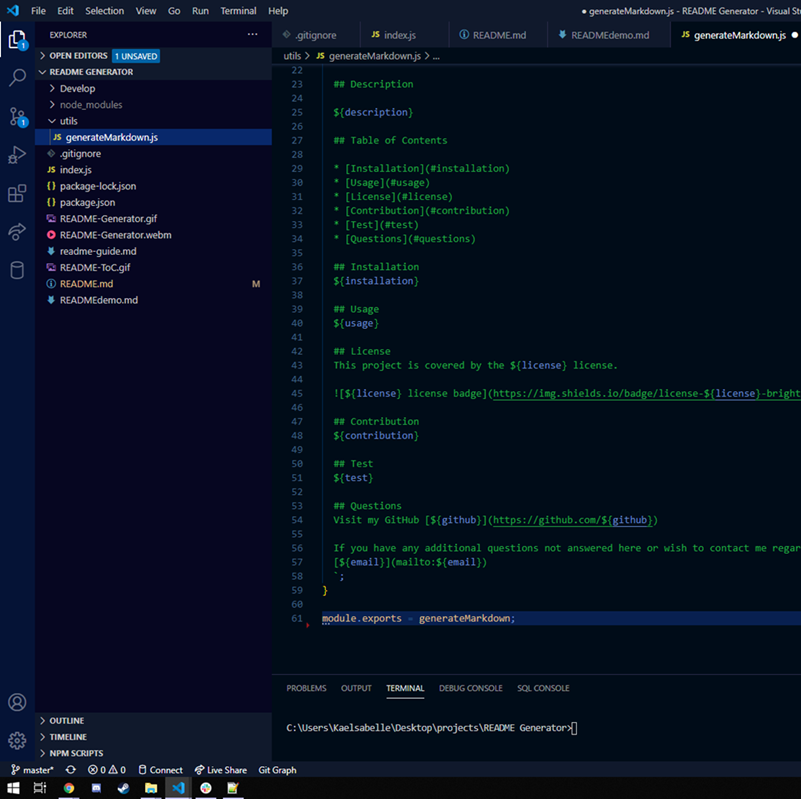 File Edit Selection View Go Run Terminal Help ● generateMarkdown.js - README Generator - Visual Stu
EXPLORER ···
OPEN EDITORS 1 UNSAVED
README GENERATOR
Develop
node_modules
utils
JS generateMarkdown.js
.gitignore
JS index.js
{} package-lock.json
{} package.json
README-Generator.gif
README-Generator.webm
readme-guide.md
README-ToC.gif
README.md M
READMEdemo.md
OUTLINE
TIMELINE
NPM SCRIPTS
1
1
.gitignore JS index.js README.md READMEdemo.md JS generateMarkdown.js ●
utils > JS generateMarkdown.js > ...
22
23 ## Description
24
25 ${description}
26
27 ## Table of Contents
28
29 * [Installation](#installation)
30 * [Usage](#usage)
31 * [License](#license)
32 * [Contribution](#contribution)
33 * [Test](#test)
34 * [Questions](#questions)
35
36 ## Installation
37 ${installation}
38
39 ## Usage
40 ${usage}
41
42 ## License
43 This project is covered by the ${license} license.
44
45 ![${license} license badge](https://img.shields.io/badge/license-${license}-bright
46
47 ## Contribution
48 ${contribution}
49
50 ## Test
51 ${test}
52
53 ## Questions
54 Visit my GitHub [${github}](https://github.com/${github})
55
56 If you have any additional questions not answered here or wish to contact me regar
57 [${email}](mailto:${email})
58 `;
59 }
60
61 module.exports = generateMarkdown;
PROBLEMS OUTPUT TERMINAL DEBUG CONSOLE SQL CONSOLE
C:\Users\Kaelsabelle\Desktop\projects\README Generator>
master* 0 0 Connect Live Share Git Graph